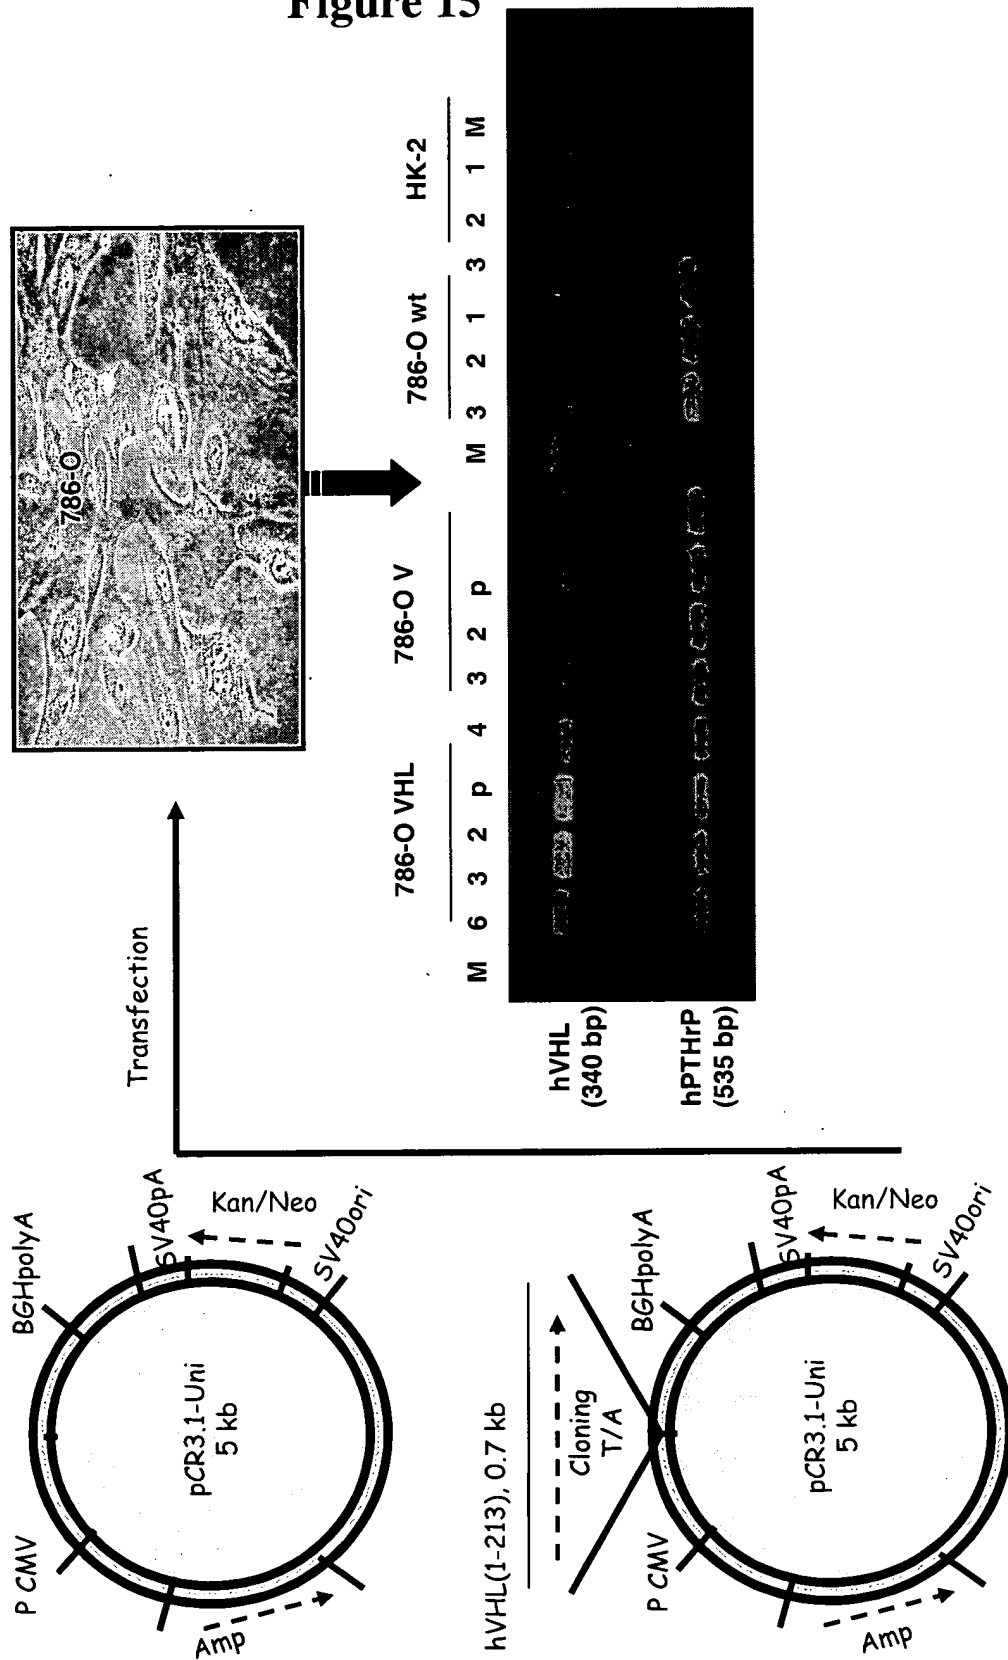 Figure 15
P CMV
BGHpolyA
SV40pA
Kan/Neo
SV40ori
Amp
pCR3.1-Uni
5 kb
Transfection
786-O
hVHL(1-213), 0.7 kb
Cloning
T/A
P CMV
BGHpolyA
SV40pA
Kan/Neo
SV40ori
Amp
pCR3.1-Uni
5 kb
786-O VHL
786-O V
786-O wt
HK-2
M 6 3 2 p 4 3 2 p M 3 2 1 3 2 1 M
hVHL
(340 bp)
hPTHrP
(535 bp)